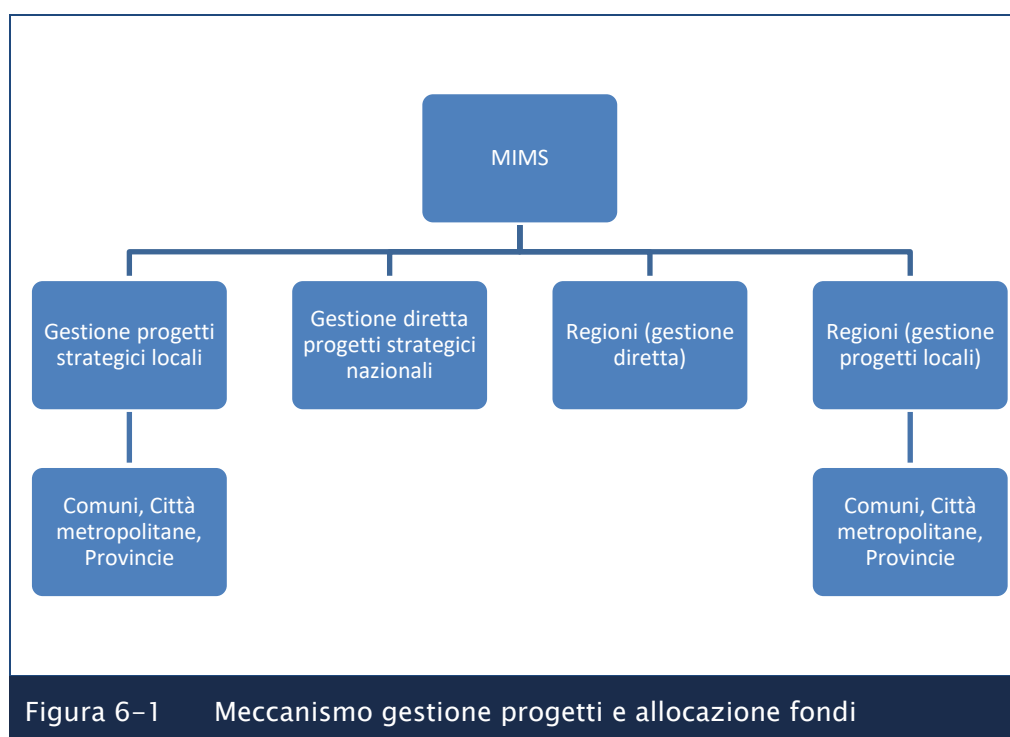 MIMS
Gestione progetti
strategici locali
Gestione diretta
progetti strategici
nazionali
Regioni (gestione
diretta)
Regioni (gestione
progetti locali)
Comuni, Città
metropolitane,
Provincie
Comuni, Città
metropolitane,
Provincie
Figura 6-1 Meccanismo gestione progetti e allocazione fondi